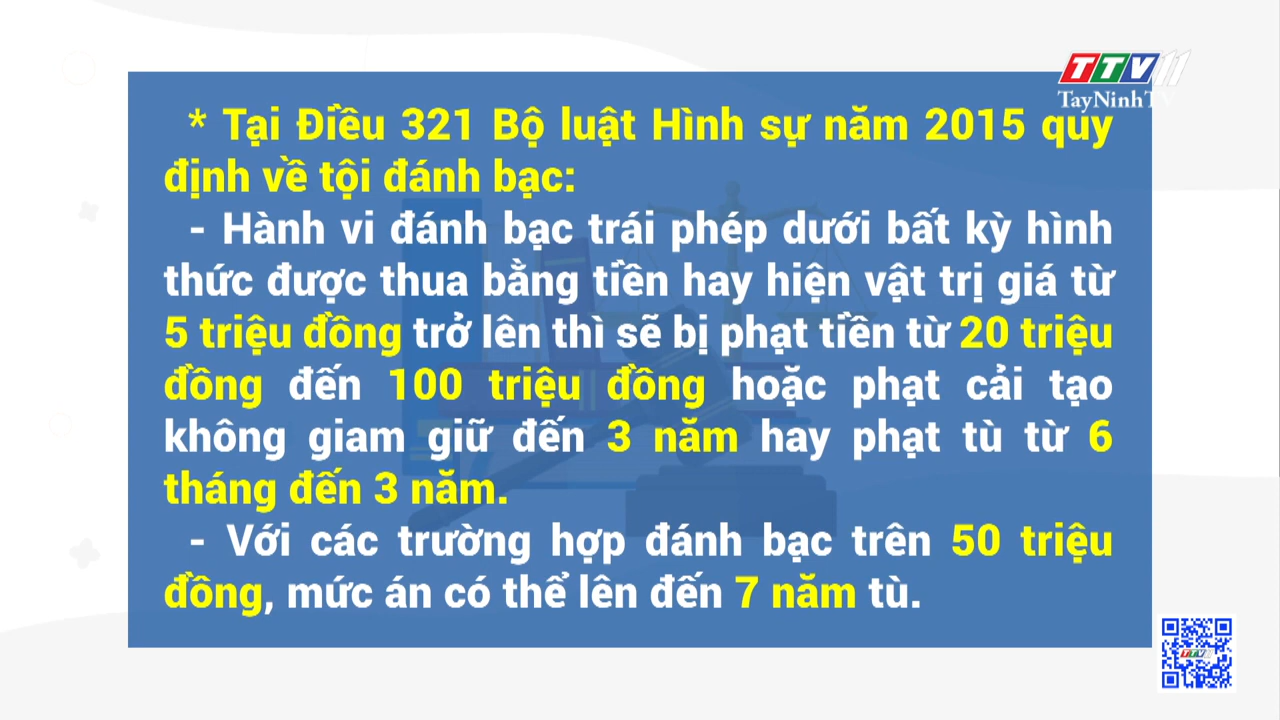 TTV11
TayNinhTV
* Tại Điều 321 Bộ luật Hình sự năm 2015 quy
định về tội đánh bạc:
- Hành vi đánh bạc trái phép dưới bất kỳ hình
thức được thua bằng tiền hay hiện vật trị giá từ
5 triệu đồng trở lên thì sẽ bị phạt tiền từ 20 triệu
đồng đến 100 triệu đồng hoặc phạt cải tạo
không giam giữ đến 3 năm hay phạt tù từ 6
tháng đến 3 năm.
- Với các trường hợp đánh bạc trên 50 triệu
đồng, mức án có thể lên đến 7 năm tù.
TTV11